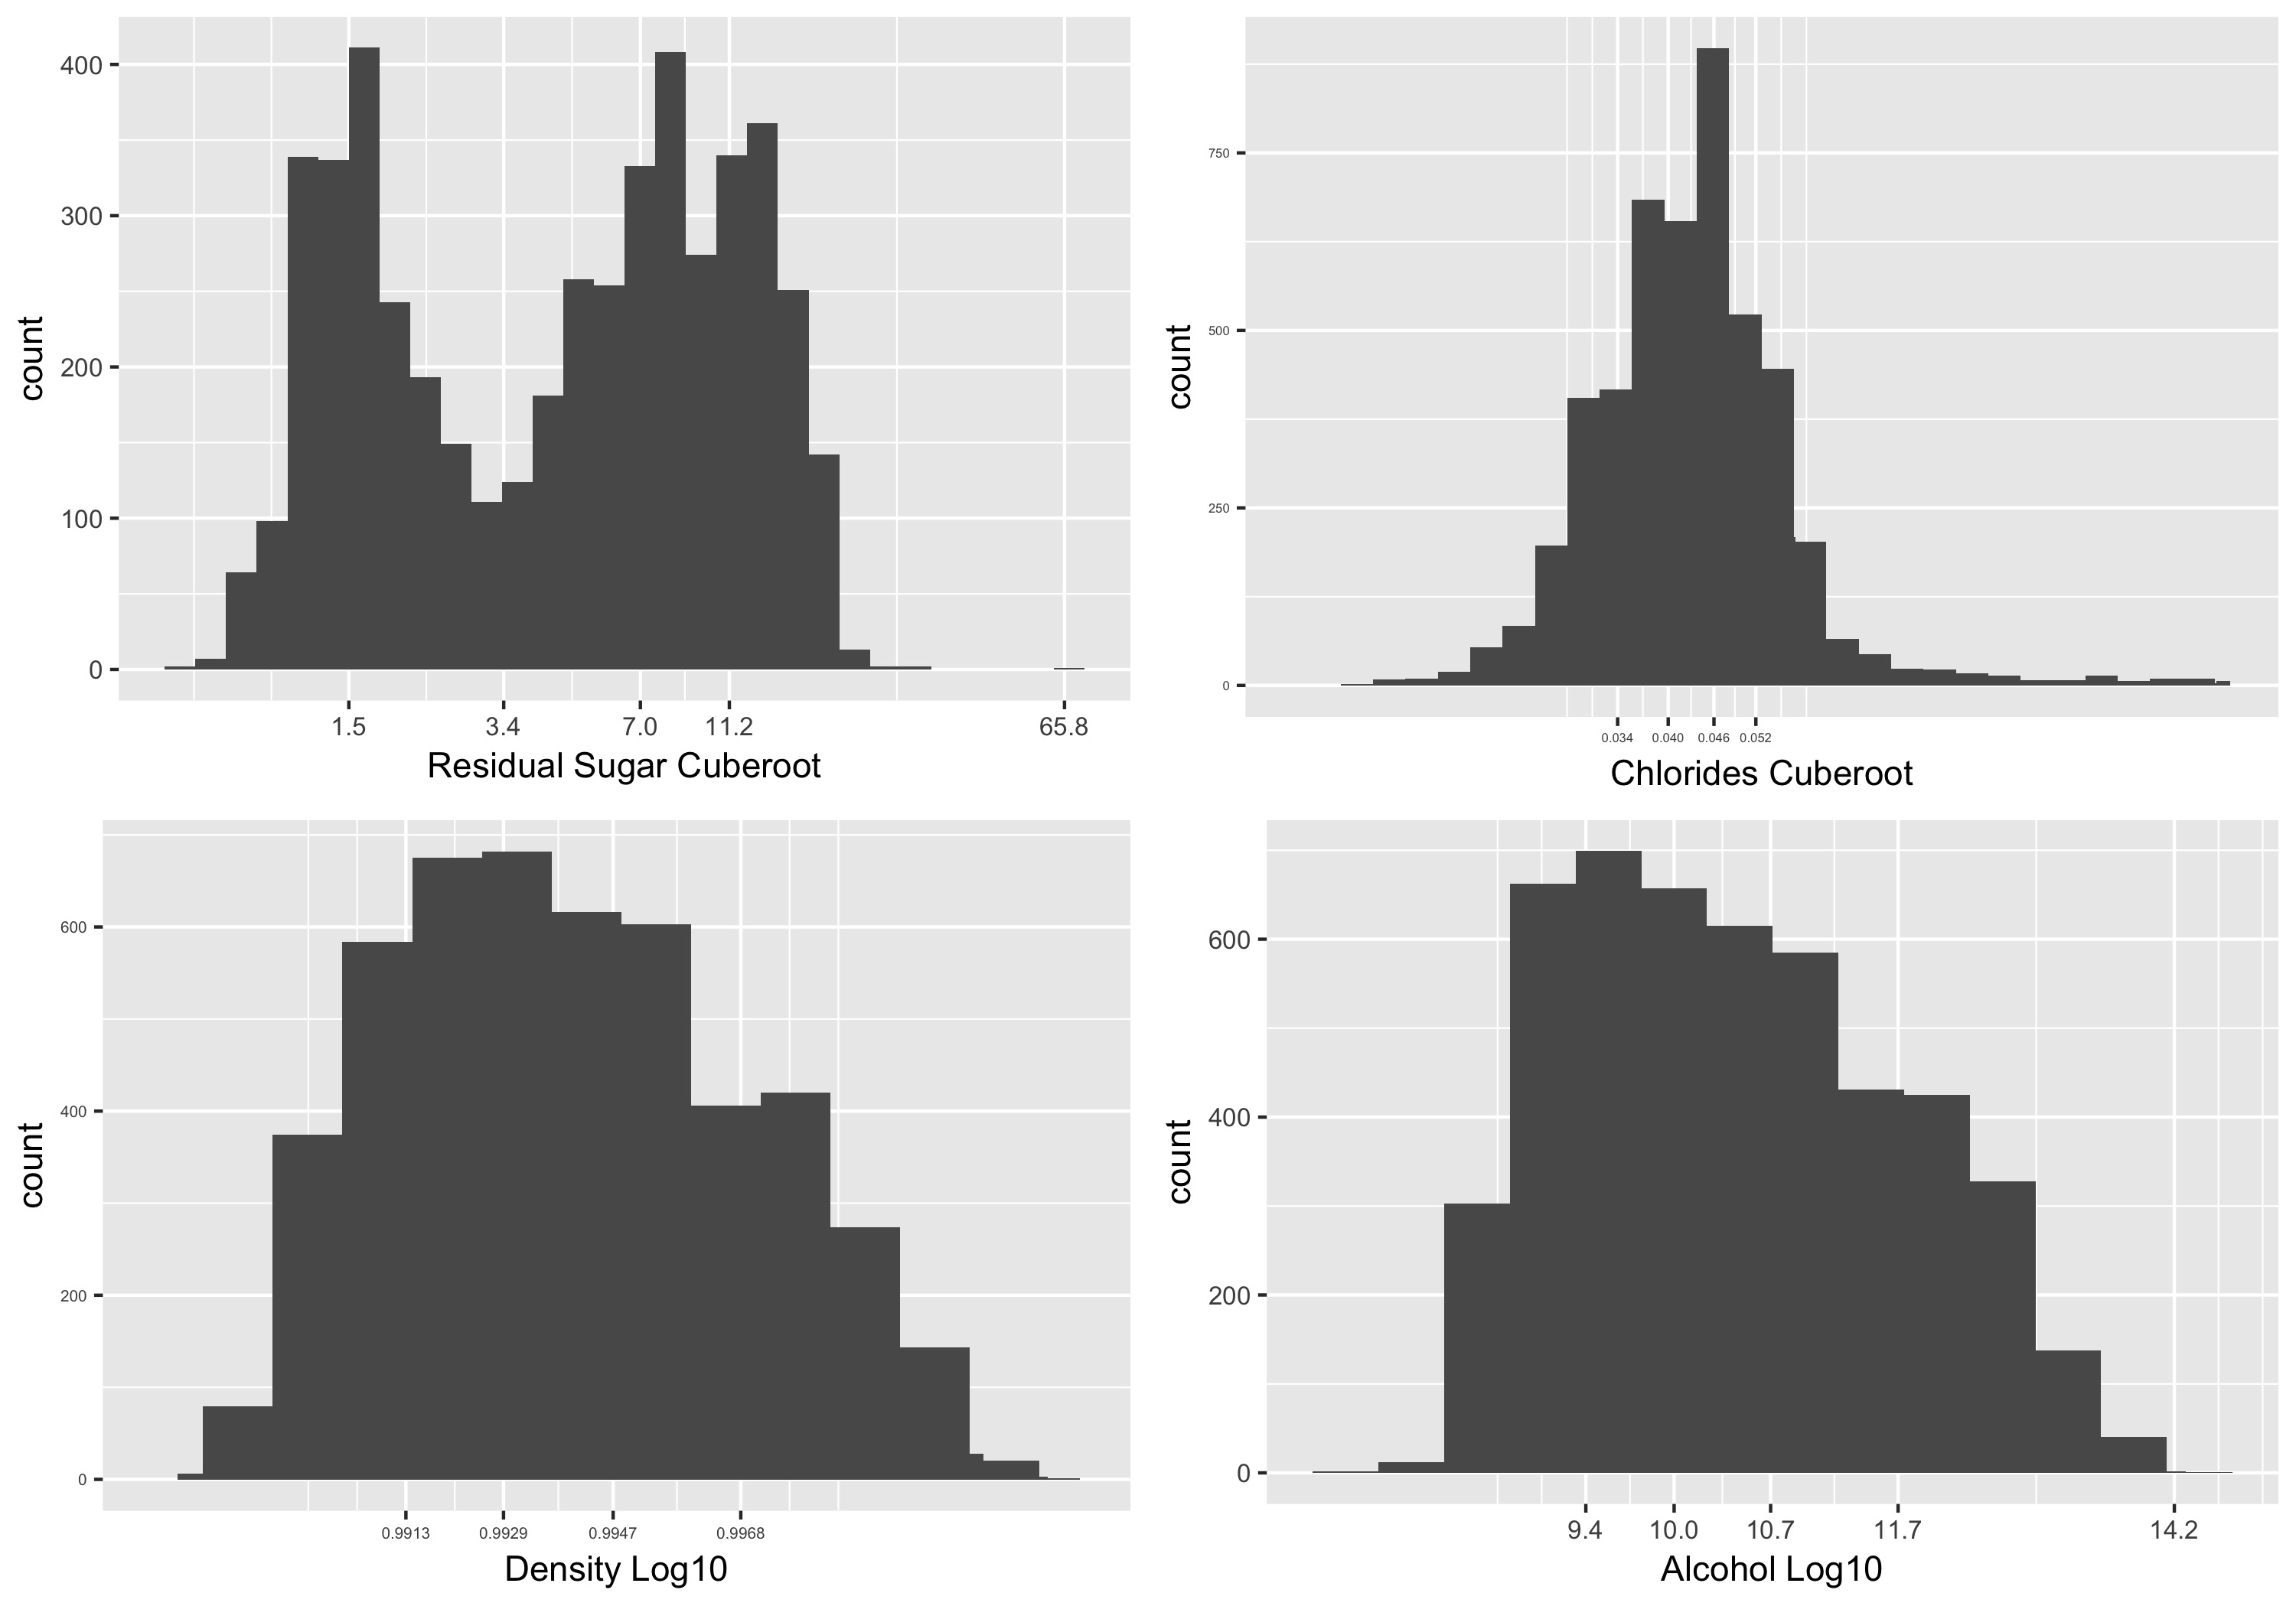 count
400
300
200
100
0
1.5 3.4 7.0 11.2 65.8
Residual Sugar Cuberoot
count
750
500
250
0
0.034 0.040 0.046 0.052
Chlorides Cuberoot
count
600
400
200
0
0.9913 0.9929 0.9947 0.9968
Density Log10
count
600
400
200
0
9.4 10.0 10.7 11.7 14.2
Alcohol Log10